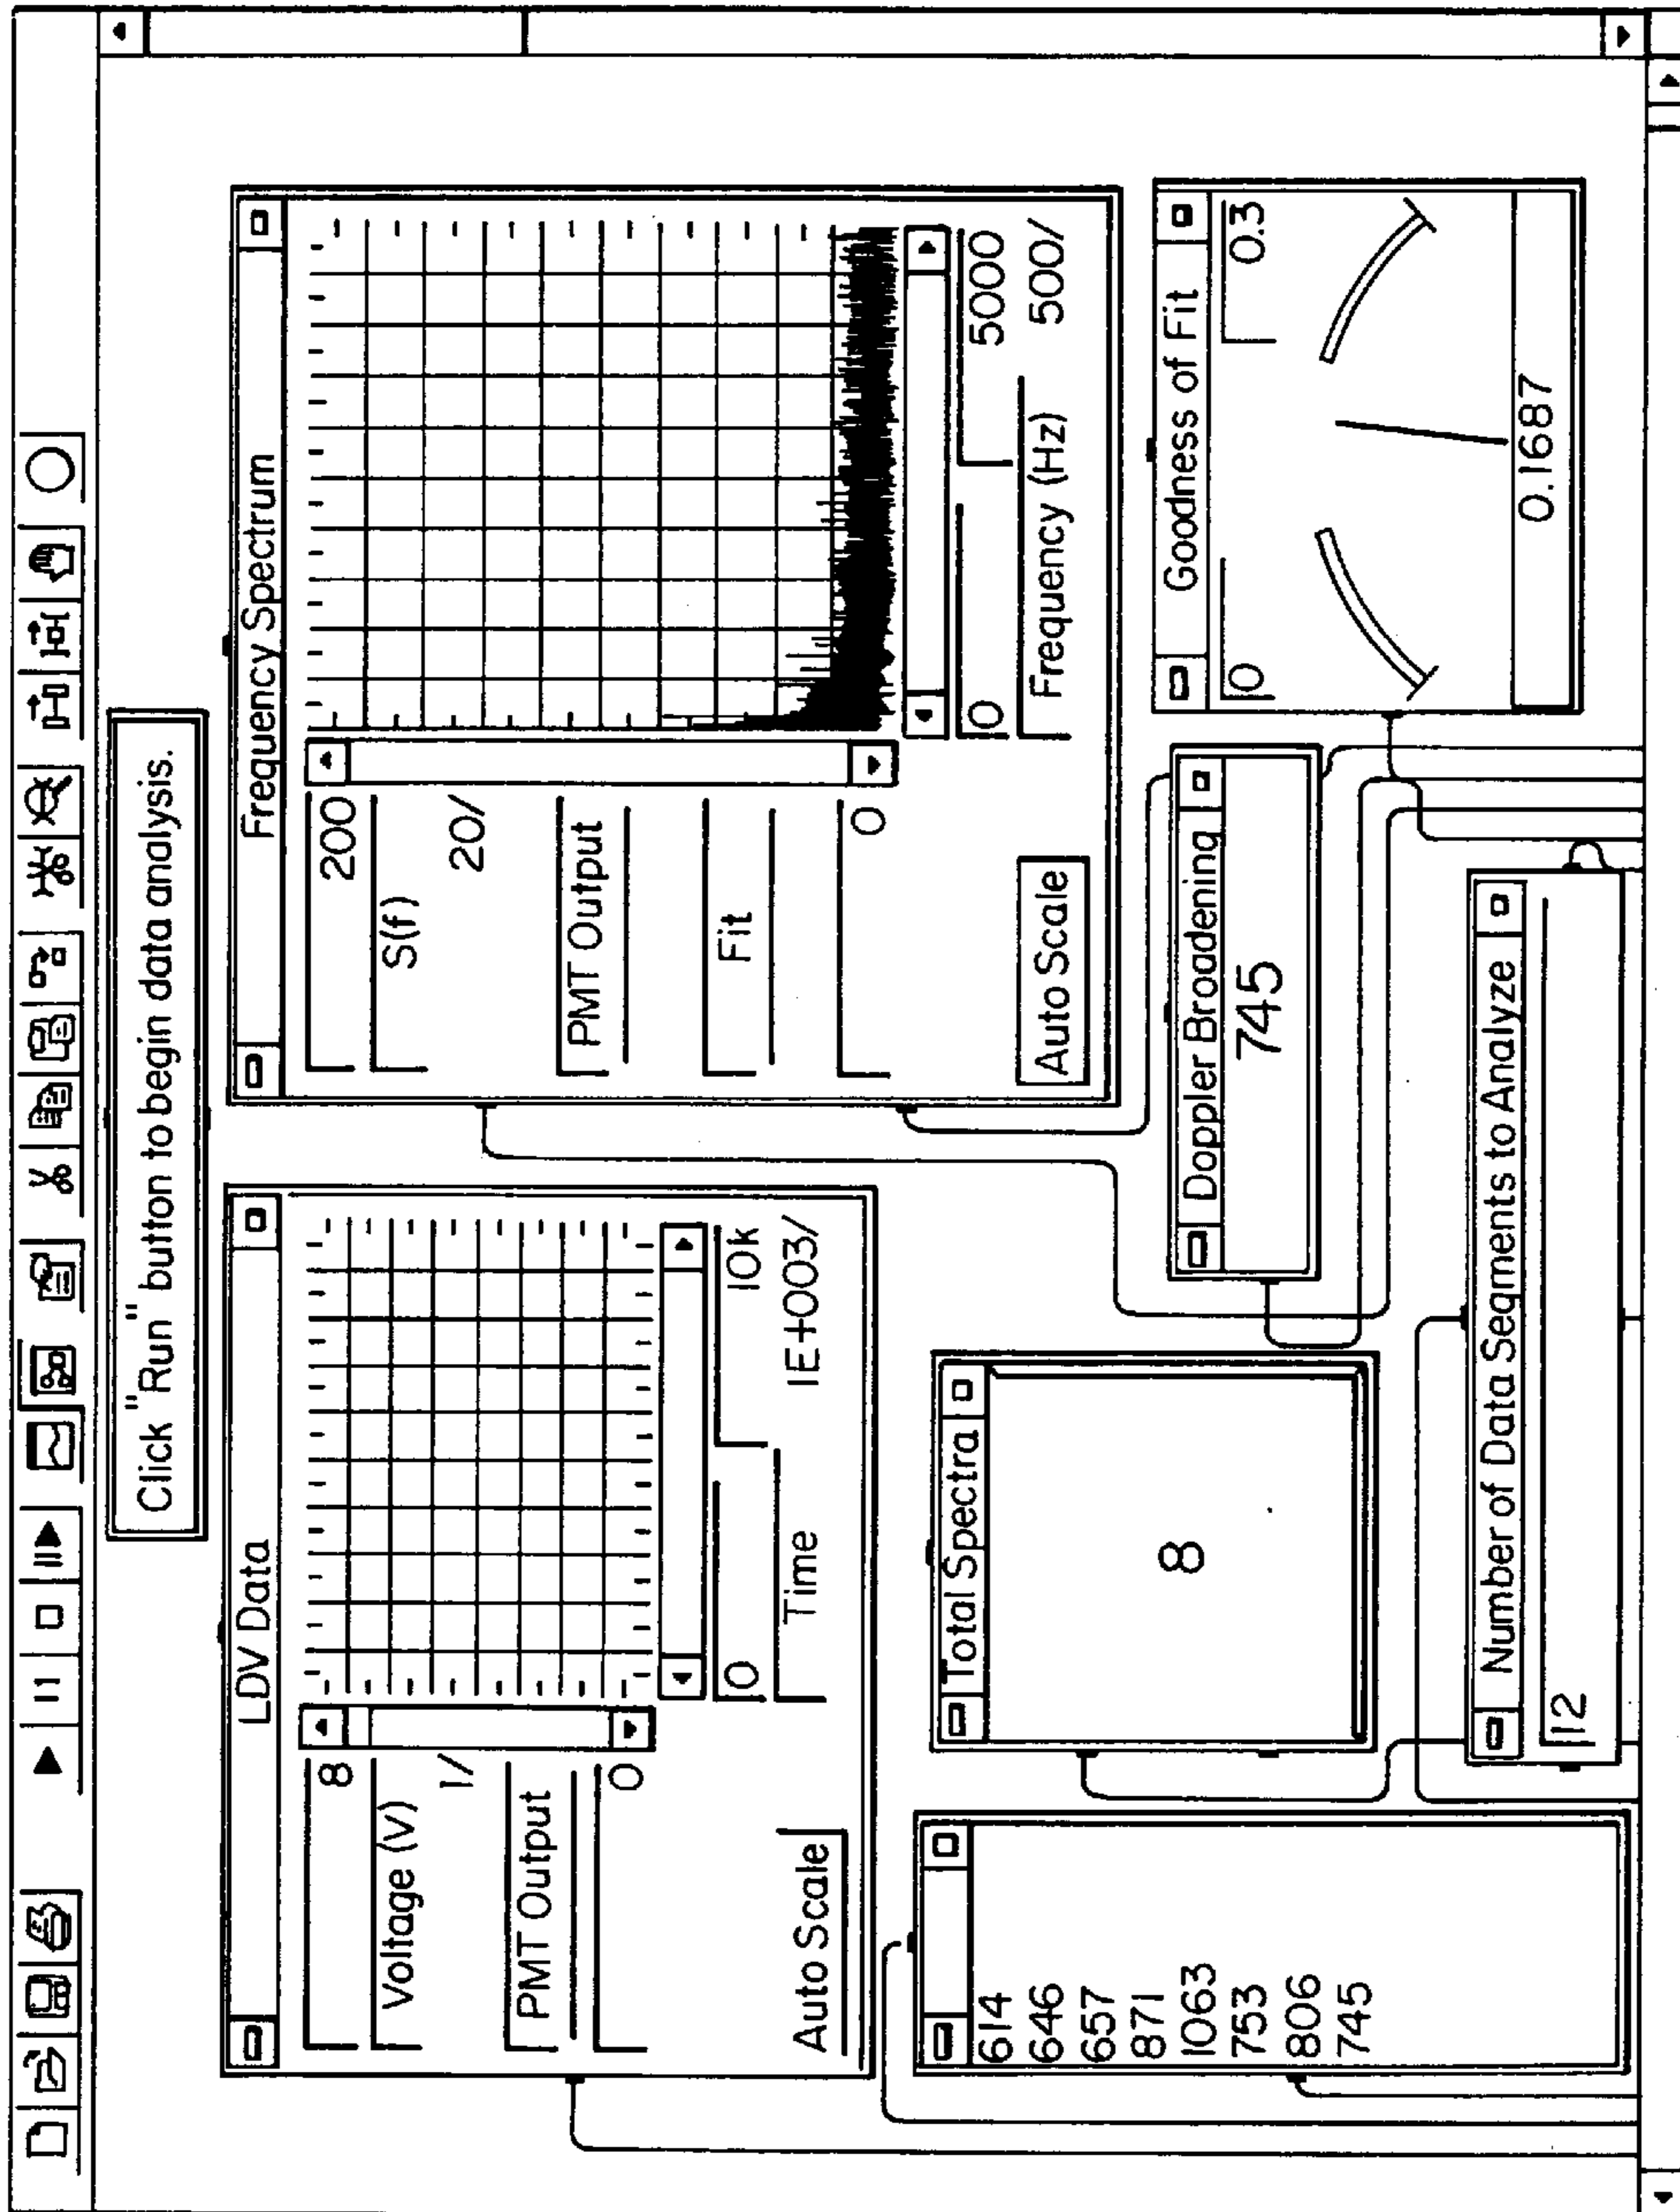 Click "Run" button to begin data analysis.
LDV Data
8
Voltage (V)
1/
PMT Output
0
Auto Scale
0
10k
Time
1E+003/
Frequency Spectrum
200
S(f)
20/
PMT Output
Fit
0
Auto Scale
0
5000
Frequency (Hz)
500/
614
646
657
871
1063
753
806
745
Total Spectra
8
Doppler Broadening
745
Goodness of Fit
0
0.3
0.1687
Number of Data Segments to Analyze
12